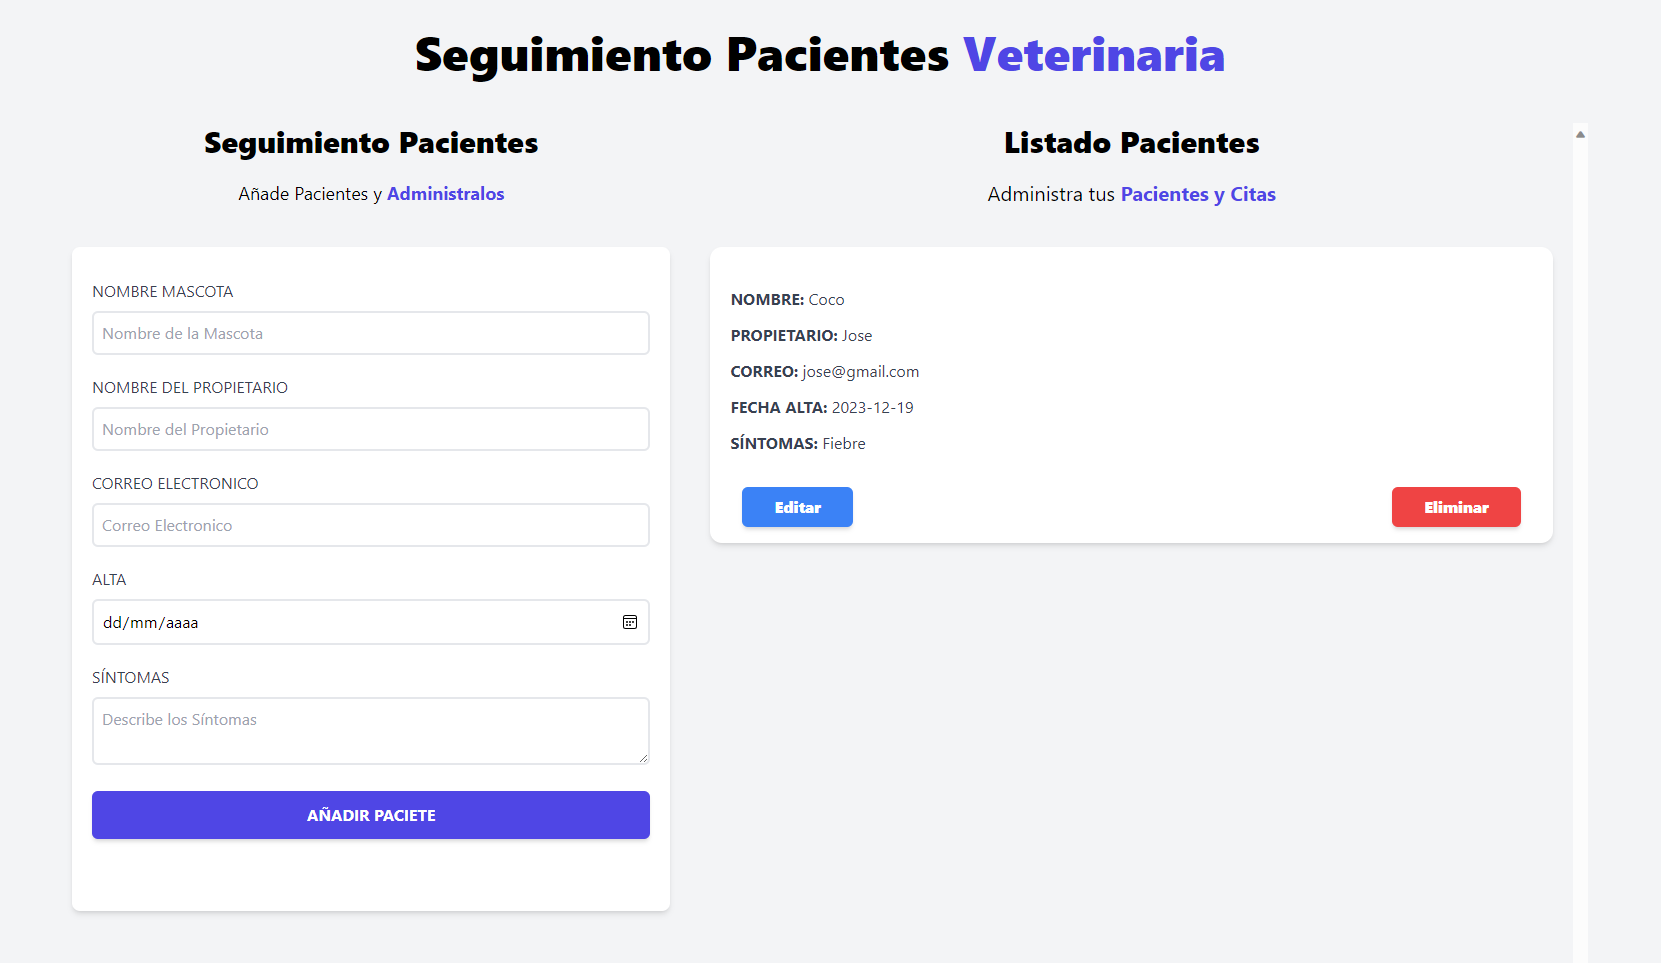 Seguimiento Pacientes Veterinaria
Seguimiento Pacientes
Añade Pacientes y Administralos
NOMBRE MASCOTA
Nombre de la Mascota
NOMBRE DEL PROPIETARIO
Nombre del Propietario
CORREO ELECTRONICO
Correo Electronico
ALTA
dd/mm/aaaa
SÍNTOMAS
Describe los Síntomas
AÑADIR PACIETE
Listado Pacientes
Administra tus Pacientes y Citas
NOMBRE: Coco
PROPIETARIO: Jose
CORREO: jose@gmail.com
FECHA ALTA: 2023-12-19
SÍNTOMAS: Fiebre
Editar
Eliminar